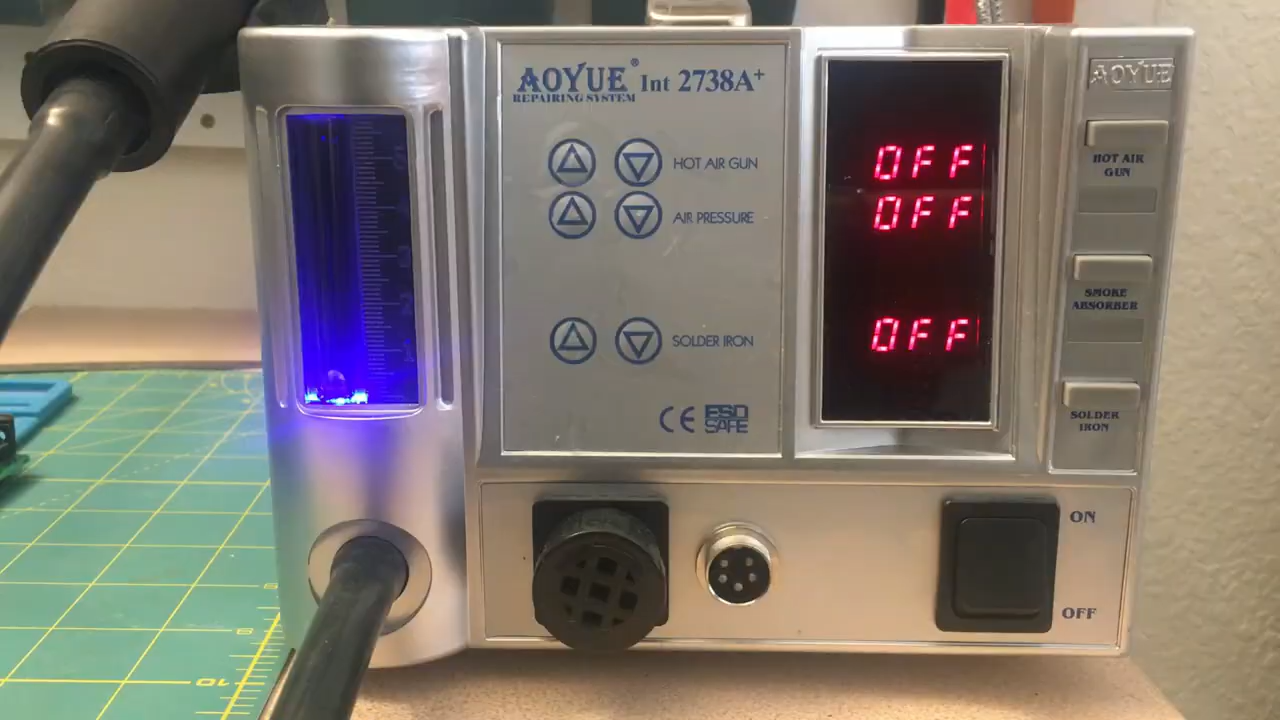 AOYUE® Int 2738A+
REPAIRING SYSTEM
HOT AIR GUN
AIR PRESSURE
SOLDER IRON
CE ESD
SAFE
OFF
OFF
OFF
AOYUE
HOT AIR
GUN
SMOKE
ABSORBER
SOLDER
IRON
ON
OFF
10